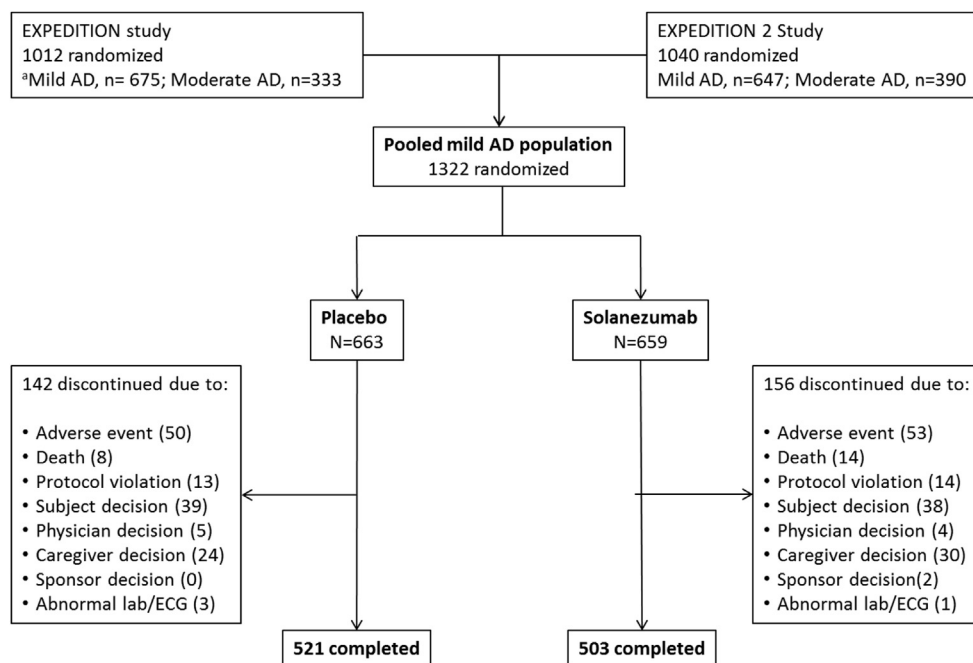 EXPEDITION study
1012 randomized
ᵃMild AD, n= 675; Moderate AD, n=333
EXPEDITION 2 Study
1040 randomized
Mild AD, n=647; Moderate AD, n=390
Pooled mild AD population
1322 randomized
Placebo
N=663
Solanezumab
N=659
142 discontinued due to:
• Adverse event (50)
• Death (8)
• Protocol violation (13)
• Subject decision (39)
• Physician decision (5)
• Caregiver decision (24)
• Sponsor decision (0)
• Abnormal lab/ECG (3)
156 discontinued due to:
• Adverse event (53)
• Death (14)
• Protocol violation (14)
• Subject decision (38)
• Physician decision (4)
• Caregiver decision (30)
• Sponsor decision(2)
• Abnormal lab/ECG (1)
521 completed
503 completed